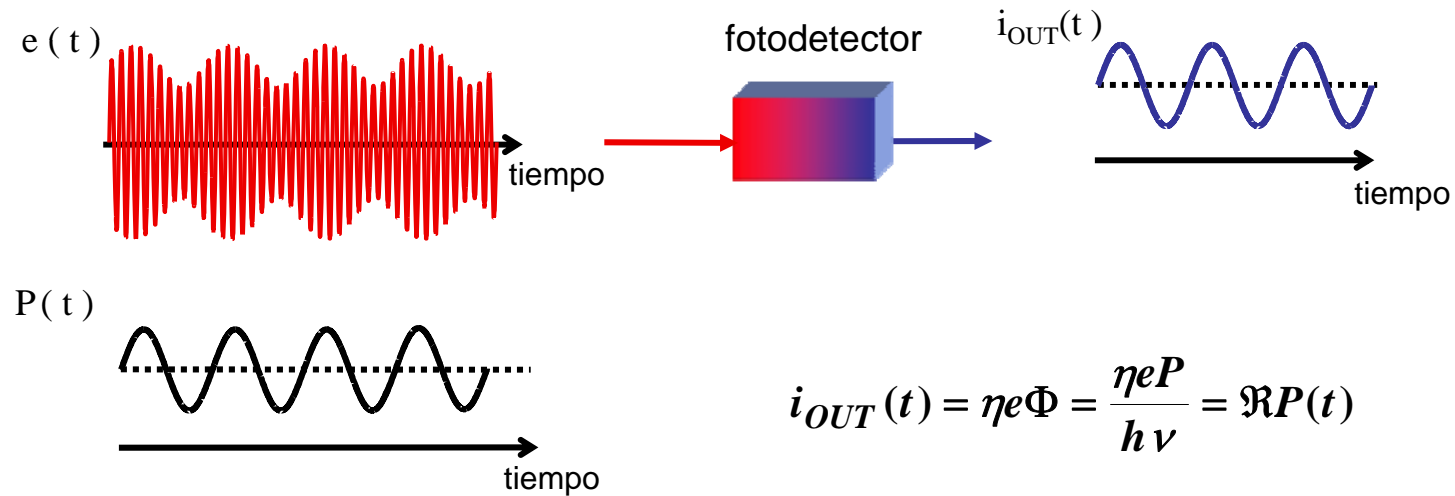 e ( t )
tiempo
fotodetector
i_OUT(t )
tiempo
P( t )
tiempo
i_OUT (t) = ηeΦ = ηeP / hν = ℜP(t)